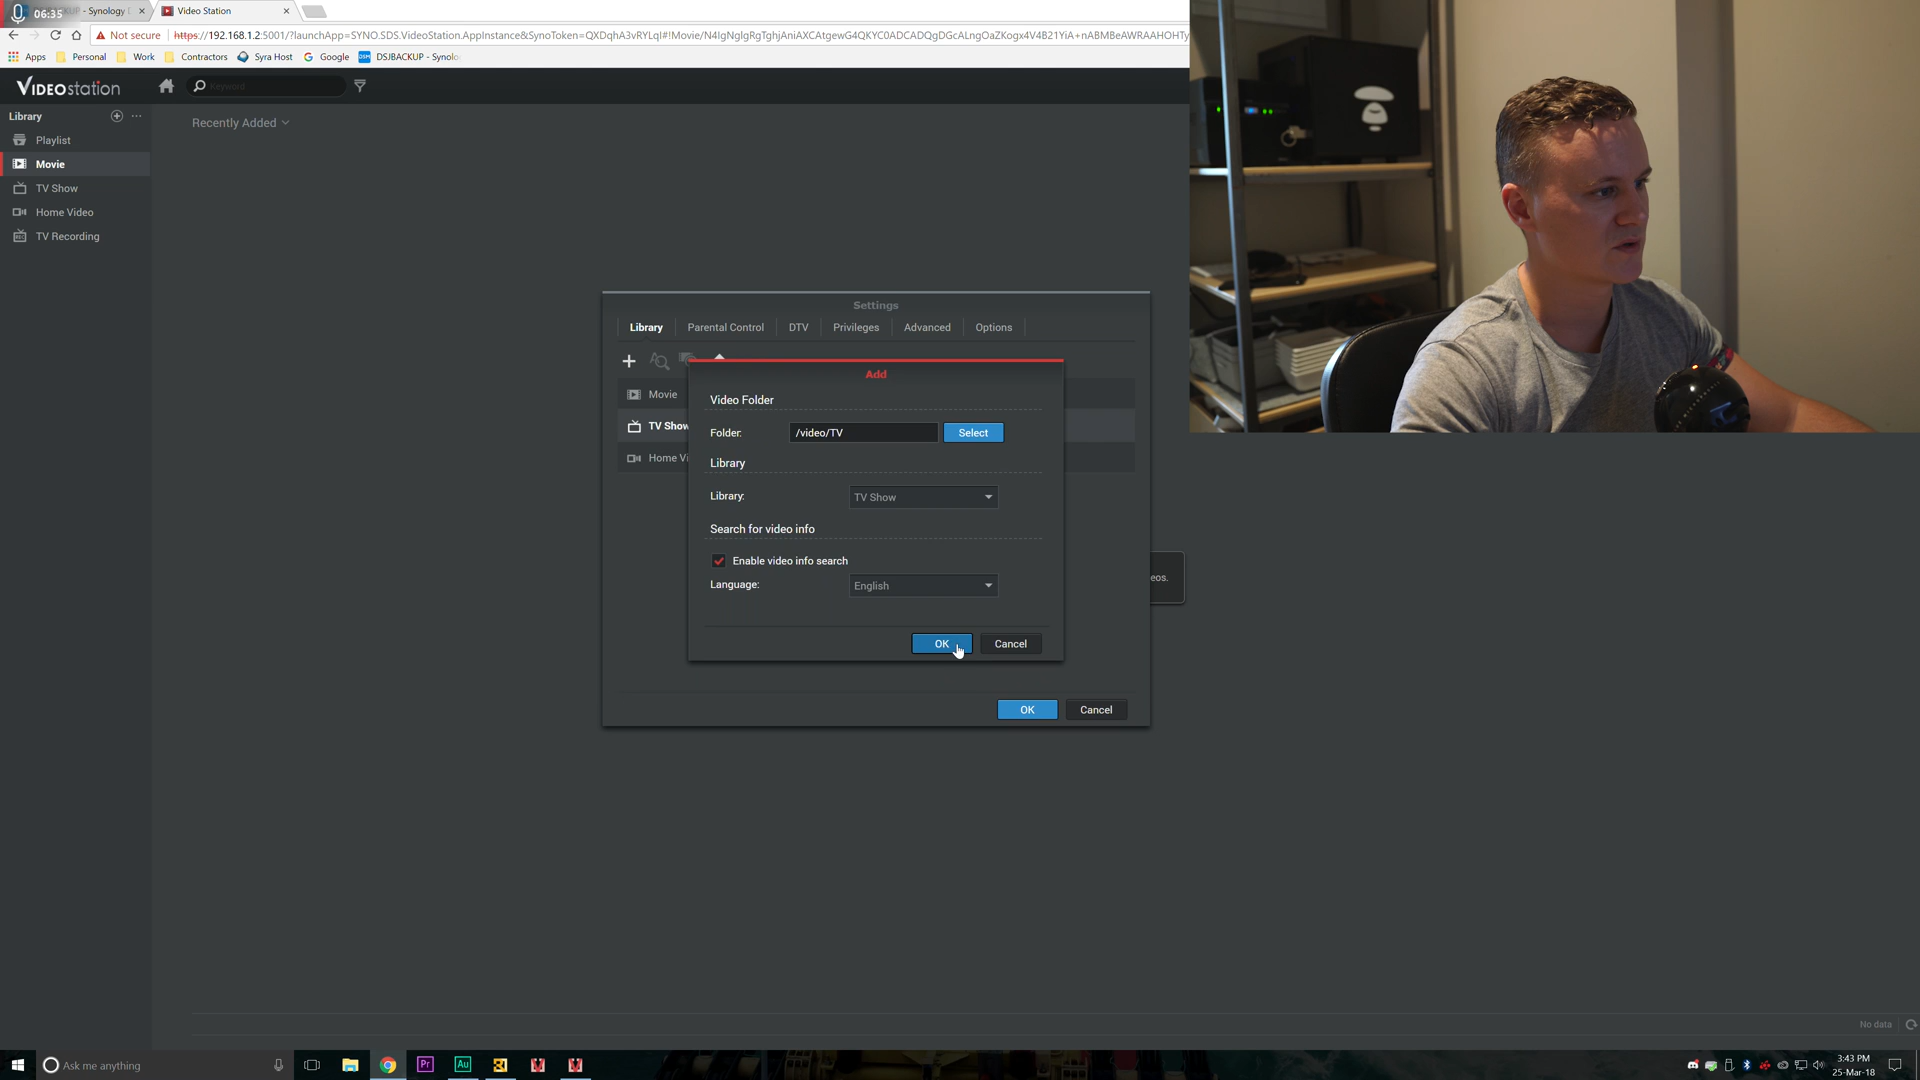 06:35
- Synology D
Video Station
Not secure
https://192.168.1.2:5001/?launchApp=SYNO.SDS.VideoStation.AppInstance&SynoToken=
Apps
Personal
Work
Contractors
Syra Host
Google
DSJBACKUP - Synolo
VIDEOstation
Keyword
Library
Playlist
Movie
TV Show
Home Video
TV Recording
Recently Added
Settings
Library
Parental Control
DTV
Privileges
Advanced
Options
Movie
TV Show
Home Vi
Add
Video Folder
Folder:
/video/TV
Select
Library
Library:
TV Show
Search for video info
Enable video info search
Language:
English
OK
Cancel
eos.
OK
Cancel
No data
Ask me anything
Pr
Au
3:43 PM
25-Mar-18